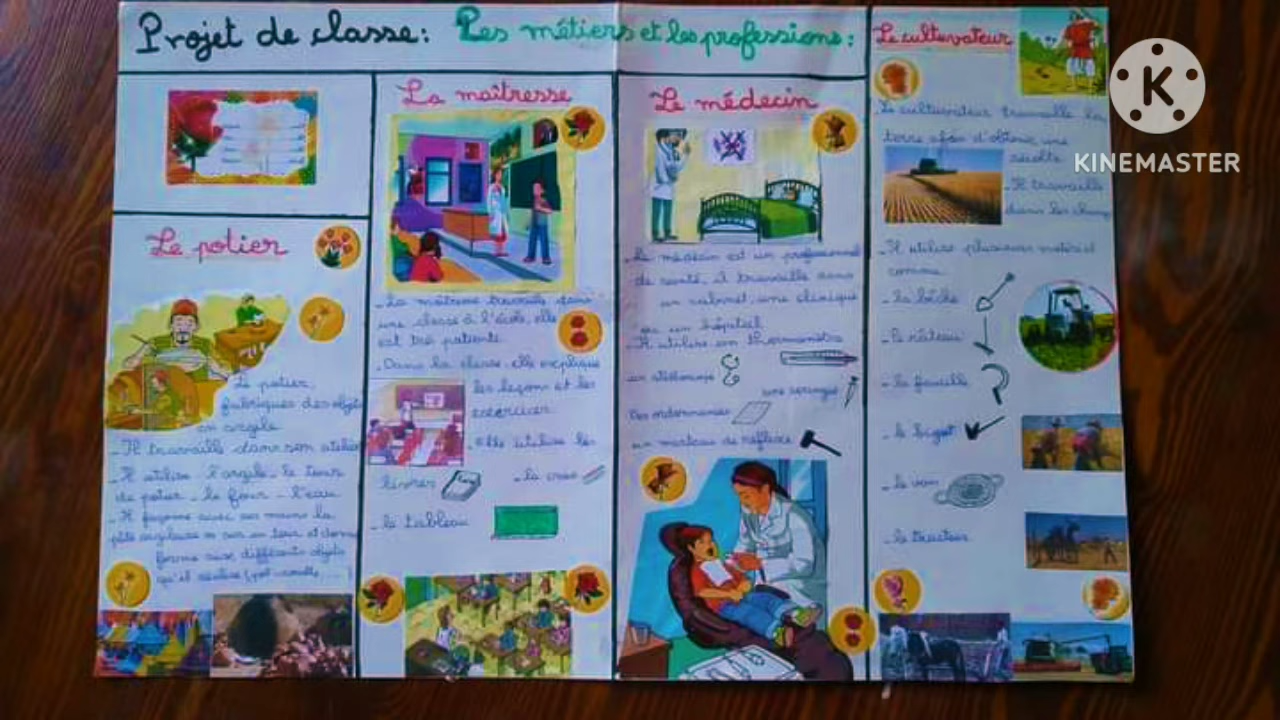 Projet de classe: Les métiers et les professions:
Le potier
Le potier
fabriques des objets
en argile
- Il travaille dans son atelier
- Il utilise - l'argile - le tour
de potier - le four - l'eau
- Il façonne avec ses mains la
pâte argileuse sur un tour et donne
forme aux différents objets
qu'il réalise (pot
La maîtresse
- La maîtresse travaille dans
une classe à l'école, elle
est tré patiente
- Dans la classe, elle explique
les leçons et les
exercices
- elle utilise les
livres
- la craie
- le tableau
Le médecin
- Le médecin est un professionnel
de santé, il travaille dans
un cabinet, une clinique
ou un hôpital
- Il utilise un thermomètre
un
une seringue
Des ordonnances
un marteau de réflexe
Le cultivateur
- Le cultivateur travaille la
terre afin d'obtenir une
récolte
- Il travaille
dans les champs
- Il utilise plusieurs matériel
comme
- la bêche
- le râteau
- la faucille
- le
- le van
- le tracteur
K
KINEMASTER